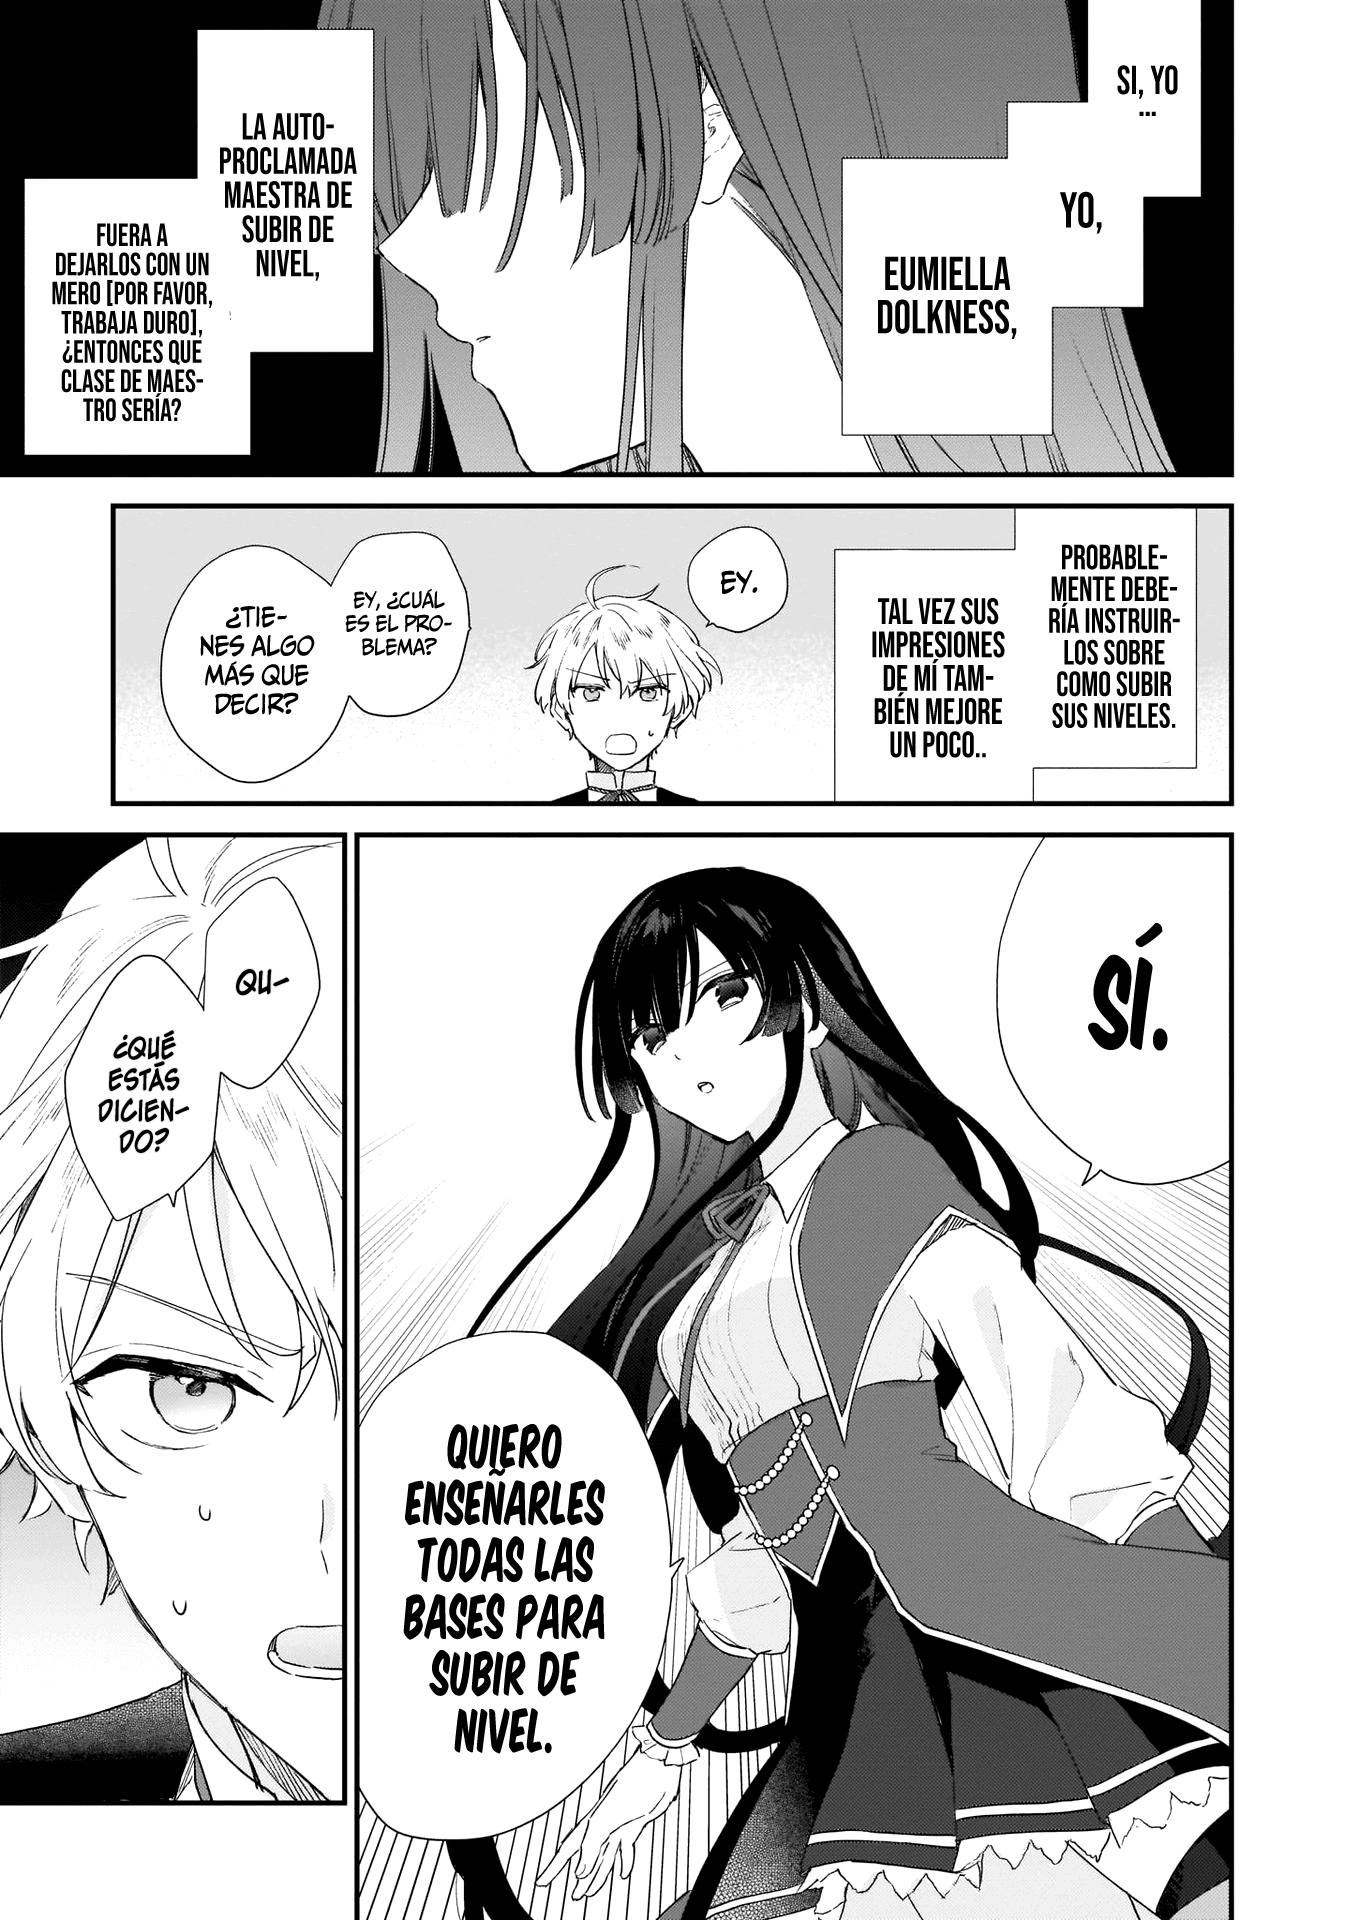 SI, YO
...
YO,
EUMIELLA
DOLKNESS,
LA AUTO-
PROCLAMADA
MAESTRA DE
SUBIR DE
NIVEL,
FUERA A
DEJARLOS CON UN
MERO [POR FAVOR,
TRABAJA DURO],
¿ENTONCES QUE
CLASE DE MAES-
TRO SERÍA?
PROBABLE-
MENTE DEBE-
RÍA INSTRUIR-
LOS SOBRE
COMO SUBIR
SUS NIVELES.
TAL VEZ SUS
IMPRESIONES
DE MÍ TAM-
BIÉN MEJORE
UN POCO..
EY.
EY, ¿CUÁL
ES EL PRO-
BLEMA?
¿TIE-
NES ALGO
MÁS QUE
DECIR?
SÍ.
QUIERO
ENSEÑARLES
TODAS LAS
BASES PARA
SUBIR DE
NIVEL.
QU-
¿QUÉ
ESTÁS
DICIEN-
DO?